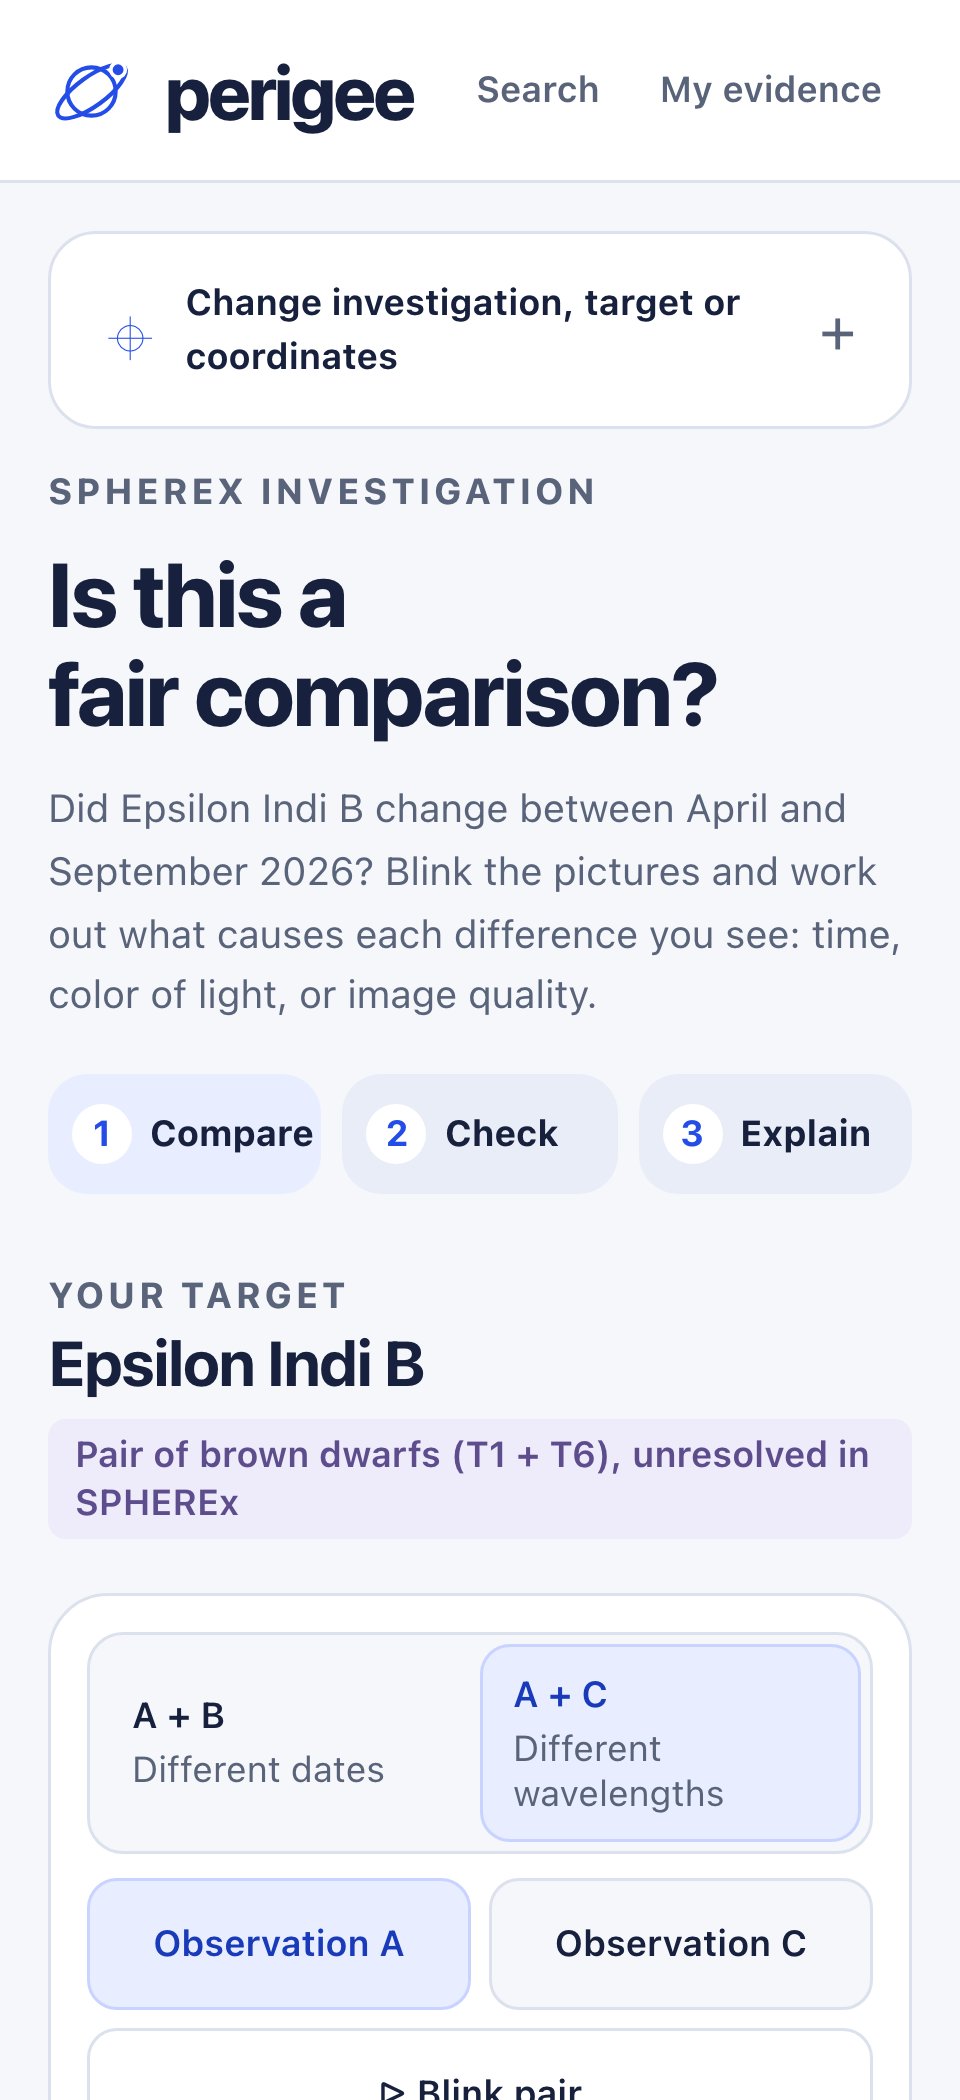 perigee
Search
My evidence
Change investigation, target or
coordinates
+
SPHEREX INVESTIGATION
Is this a
fair comparison?
Did Epsilon Indi B change between April and
September 2026? Blink the pictures and work
out what causes each difference you see: time,
color of light, or image quality.
1 Compare
2 Check
3 Explain
YOUR TARGET
Epsilon Indi B
Pair of brown dwarfs (T1 + T6), unresolved in
SPHEREx
A + B
Different dates
A + C
Different
wavelengths
Observation A
Observation C
Blink pair